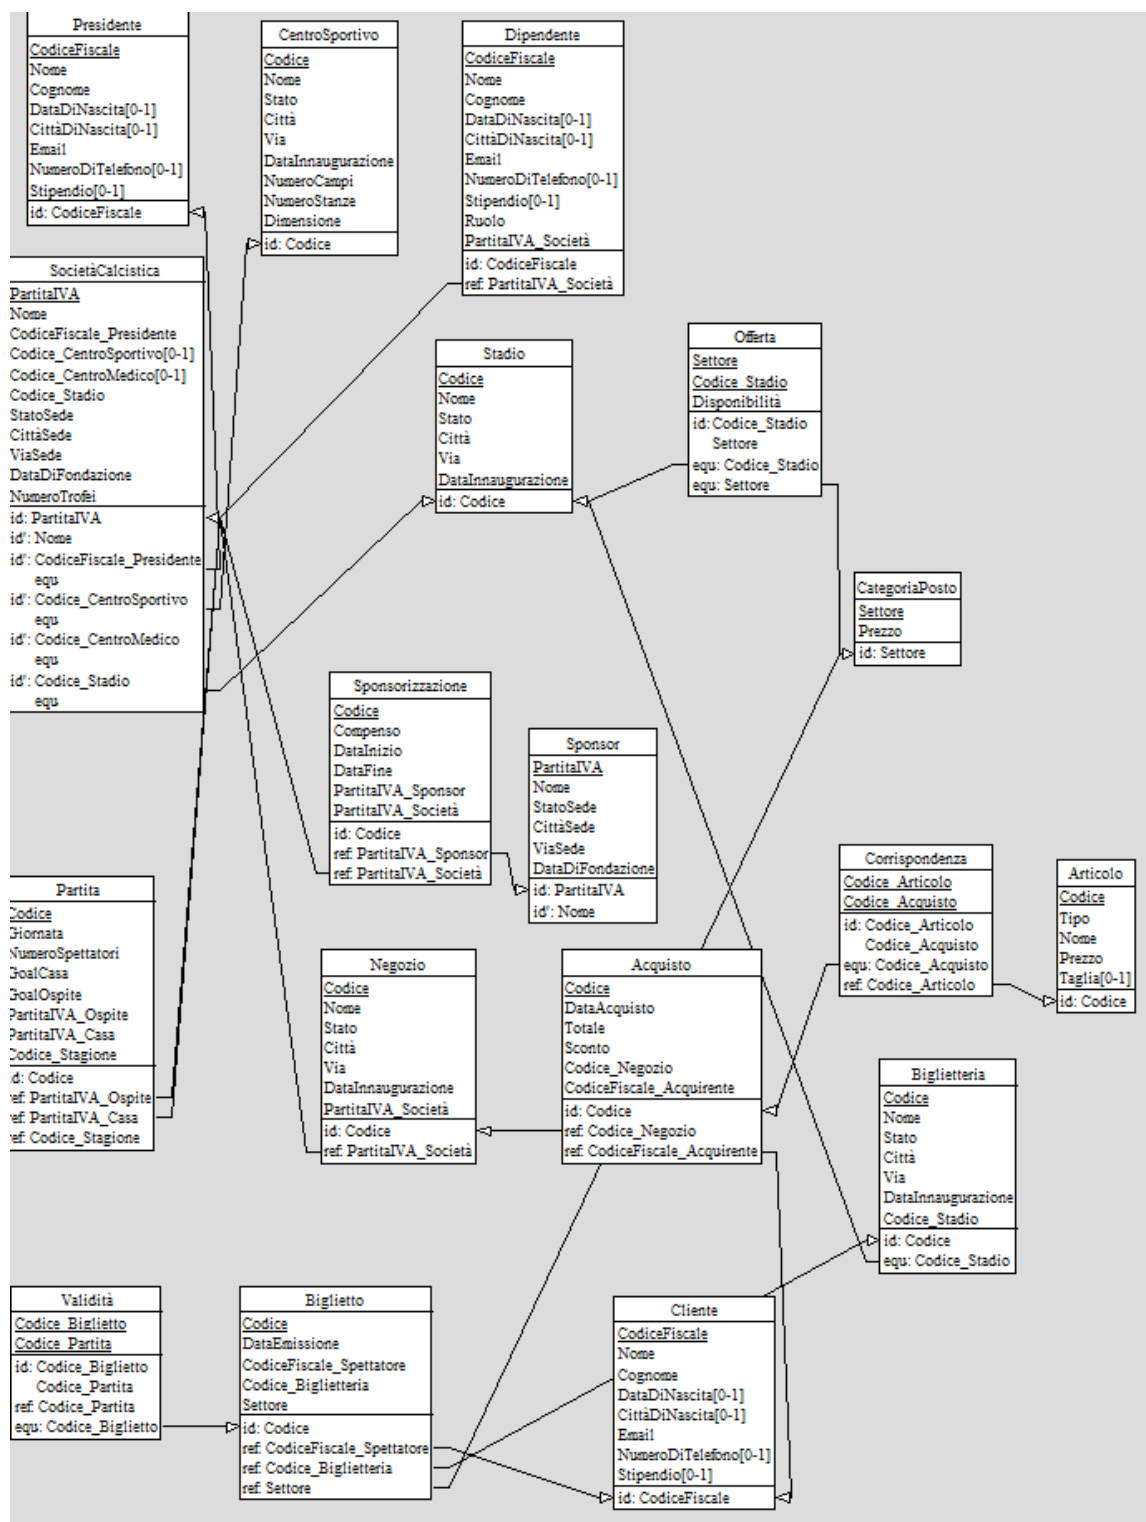 Presidente
CodiceFiscale
Nome
Cognome
DataDiNascita[0-1]
CittàDiNascita[0-1]
Email
NumeroDiTelefono[0-1]
Stipendio[0-1]
id: CodiceFiscale
CentroSportivo
Codice
Nome
Stato
Città
Via
DataInnaugurazione
NumeroCampi
NumeroStanze
Dimensione
id: Codice
Dipendente
CodiceFiscale
Nome
Cognome
DataDiNascita[0-1]
CittàDiNascita[0-1]
Email
NumeroDiTelefono[0-1]
Stipendio[0-1]
Ruolo
PartitaIVA_Società
id: CodiceFiscale
ref: PartitaIVA_Società
SocietàCalcistica
PartitaIVA
Nome
CodiceFiscale_Presidente
Codice_CentroSportivo[0-1]
Codice_CentroMedico[0-1]
Codice_Stadio
StatoSede
CittàSede
ViaSede
DataDiFondazione
NumeroTrofei
id: PartitaIVA
id': Nome
id': CodiceFiscale_Presidente
equ
id': Codice_CentroSportivo
equ
id': Codice_CentroMedico
equ
id': Codice_Stadio
equ
Stadio
Codice
Nome
Stato
Città
Via
DataInnaugurazione
id: Codice
Offerta
Settore
Codice_Stadio
Disponibilità
id: Codice_Stadio
Settore
equ: Codice_Stadio
equ: Settore
CategoriaPosto
Settore
Prezzo
id: Settore
Sponsorizzazione
Codice
Compenso
DataInizio
DataFine
PartitaIVA_Sponsor
PartitaIVA_Società
id: Codice
ref: PartitaIVA_Sponsor
ref: PartitaIVA_Società
Sponsor
PartitaIVA
Nome
StatoSede
CittàSede
ViaSede
DataDiFondazione
id: PartitaIVA
id': Nome
Corrispondenza
Codice_Articolo
Codice_Acquisto
id: Codice_Articolo
Codice_Acquisto
equ: Codice_Acquisto
ref: Codice_Articolo
Articolo
Codice
Tipo
Nome
Prezzo
Taglia[0-1]
id: Codice
Partita
Codice
Giornata
NumeroSpettatori
GoalCasa
GoalOspite
PartitaIVA_Ospite
PartitaIVA_Casa
Codice_Stagione
id: Codice
ref: PartitaIVA_Ospite
ref: PartitaIVA_Casa
ref: Codice_Stagione
Negozio
Codice
Nome
Stato
Città
Via
DataInnaugurazione
PartitaIVA_Società
id: Codice
ref: PartitaIVA_Società
Acquisto
Codice
DataAcquisto
Totale
Sconto
Codice_Negozio
CodiceFiscale_Acquirente
id: Codice
ref: Codice_Negozio
ref: CodiceFiscale_Acquirente
Biglietteria
Codice
Nome
Stato
Città
Via
DataInnaugurazione
Codice_Stadio
id: Codice
equ: Codice_Stadio
Validità
Codice_Biglietto
Codice_Partita
id: Codice_Biglietto
Codice_Partita
ref: Codice_Partita
equ: Codice_Biglietto
Biglietto
Codice
DataEmissione
CodiceFiscale_Spettatore
Codice_Biglietteria
Settore
id: Codice
ref: CodiceFiscale_Spettatore
ref: Codice_Biglietteria
ref: Settore
Cliente
CodiceFiscale
Nome
Cognome
DataDiNascita[0-1]
CittàDiNascita[0-1]
Email
NumeroDiTelefono[0-1]
Stipendio[0-1]
id: CodiceFiscale